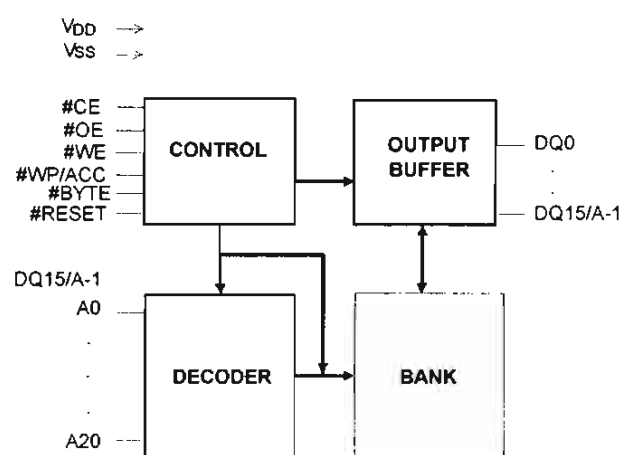 VDD
VSS
#CE
#OE
#WE
#WP/ACC
#BYTE
#RESET
CONTROL
OUTPUT
BUFFER
DQ0
.
.
DQ15/A-1
DQ15/A-1
A0
.
.
.
A20
DECODER
BANK